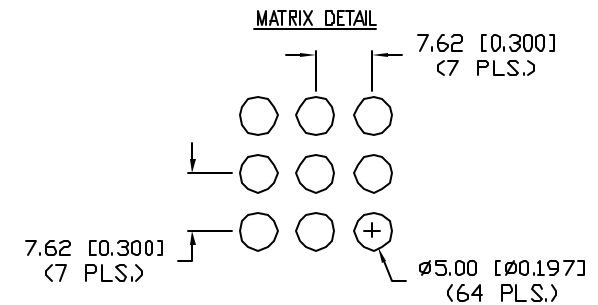 MATRIX DETAIL
7.62 [0.300]
(7 PLS.)
7.62 [0.300]
(7 PLS.)
Ø5.00 [Ø0.197]
(64 PLS.)